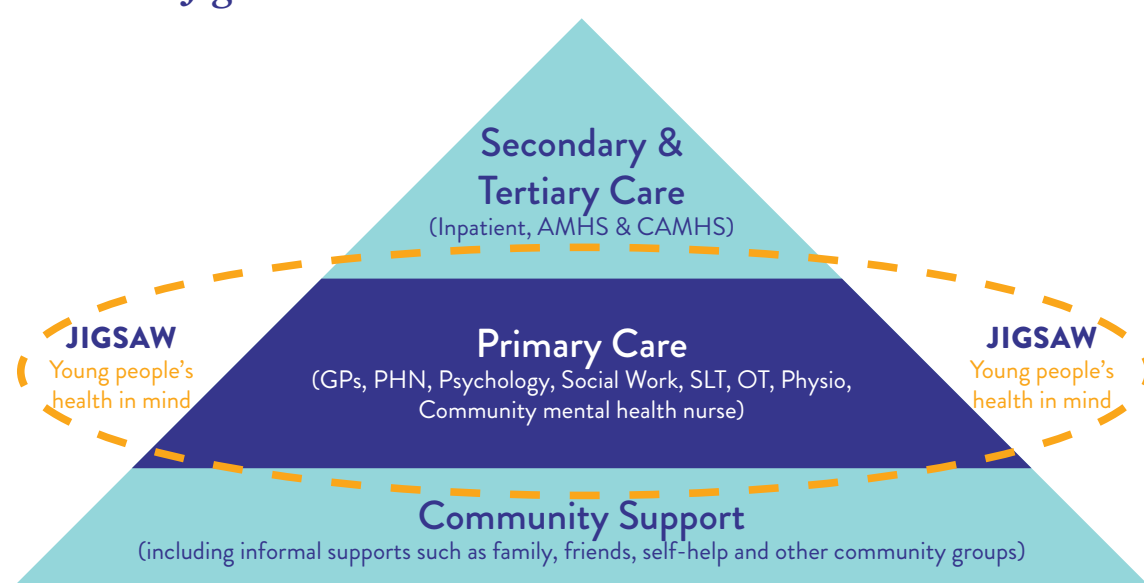 Secondary &
Tertiary Care
(Inpatient, AMHS & CAMHS)
JIGSAW
Young people's
health in mind
Primary Care
(GPs, PHN, Psychology, Social Work, SLT, OT, Physio,
Community mental health nurse)
JIGSAW
Young people's
health in mind
Community Support
(including informal supports such as family, friends, self-help and other community groups)